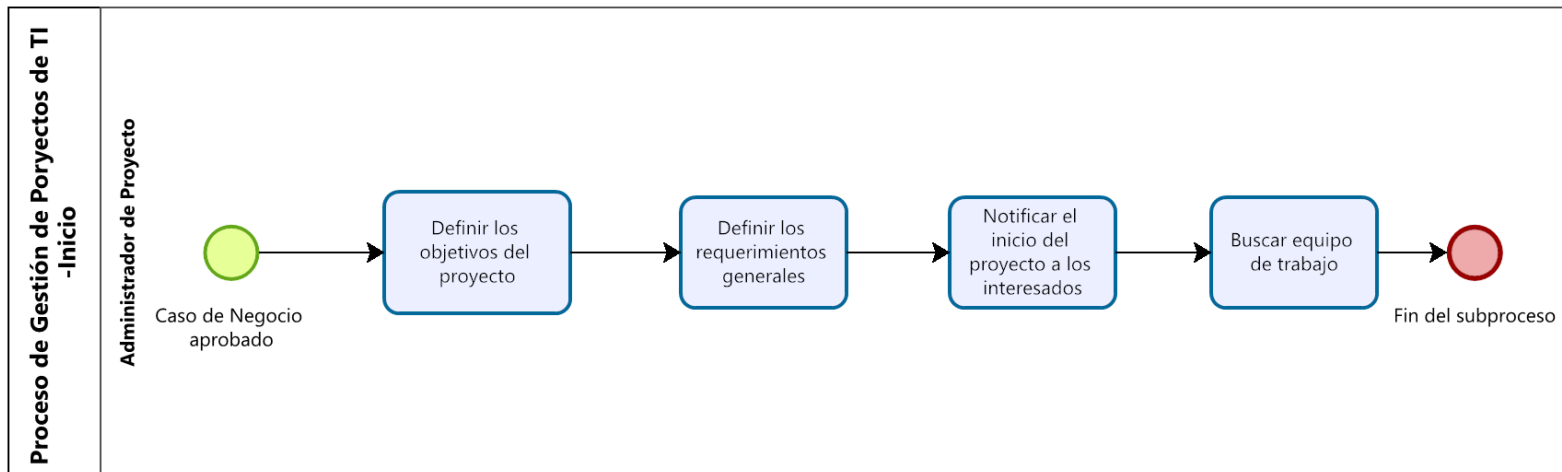 Proceso de Gestión de Poryectos de TI
-Inicio
Administrador de Proyecto
Caso de Negocio
aprobado
Definir los
objetivos del
proyecto
Definir los
requerimientos
generales
Notificar el
inicio del
proyecto a los
interesados
Buscar equipo
de trabajo
Fin del subproceso